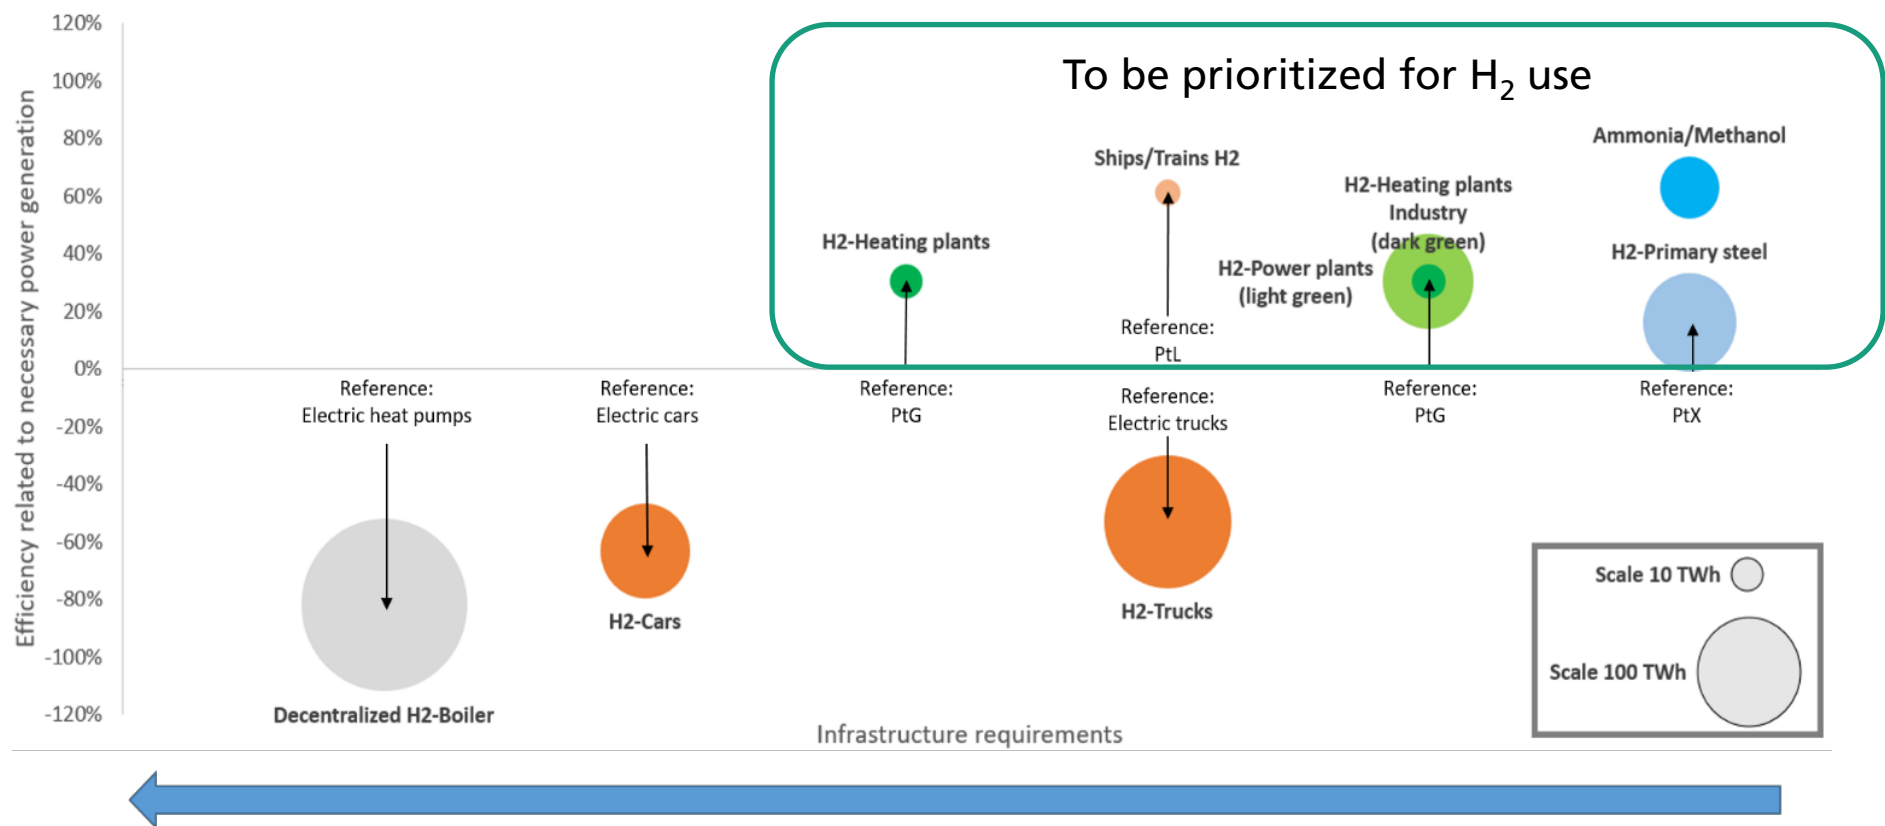 To be prioritized for H₂ use
Efficiency related to necessary power generation
120%
100%
80%
60%
40%
20%
0%
-20%
-40%
-60%
-80%
-100%
-120%
Ammonia/Methanol
Ships/Trains H2
H2-Heating plants
Industry
(dark green)
H2-Heating plants
H2-Primary steel
H2-Power plants
(light green)
Reference:
PtL
Reference:
Electric heat pumps
Reference:
Electric cars
Reference:
PtG
Reference:
Electric trucks
Reference:
PtG
Reference:
PtX
H2-Cars
H2-Trucks
Decentralized H2-Boiler
Scale 10 TWh
Scale 100 TWh
Infrastructure requirements